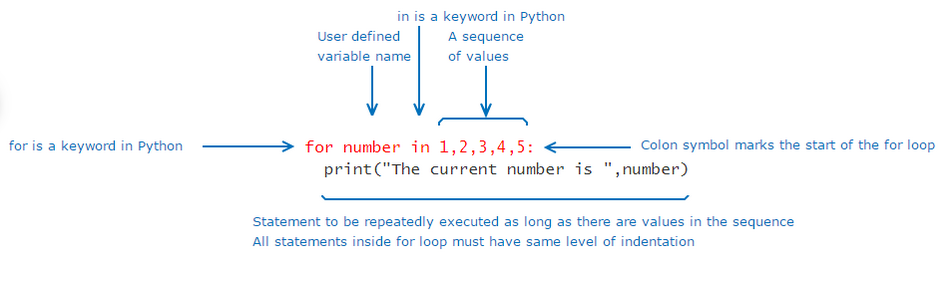 in is a keyword in Python
User defined
variable name
A sequence
of values
for is a keyword in Python
for number in 1,2,3,4,5:
print("The current number is ",number)
Colon symbol marks the start of the for loop
Statement to be repeatedly executed as long as there are values in the sequence
All statements inside for loop must have same level of indentation